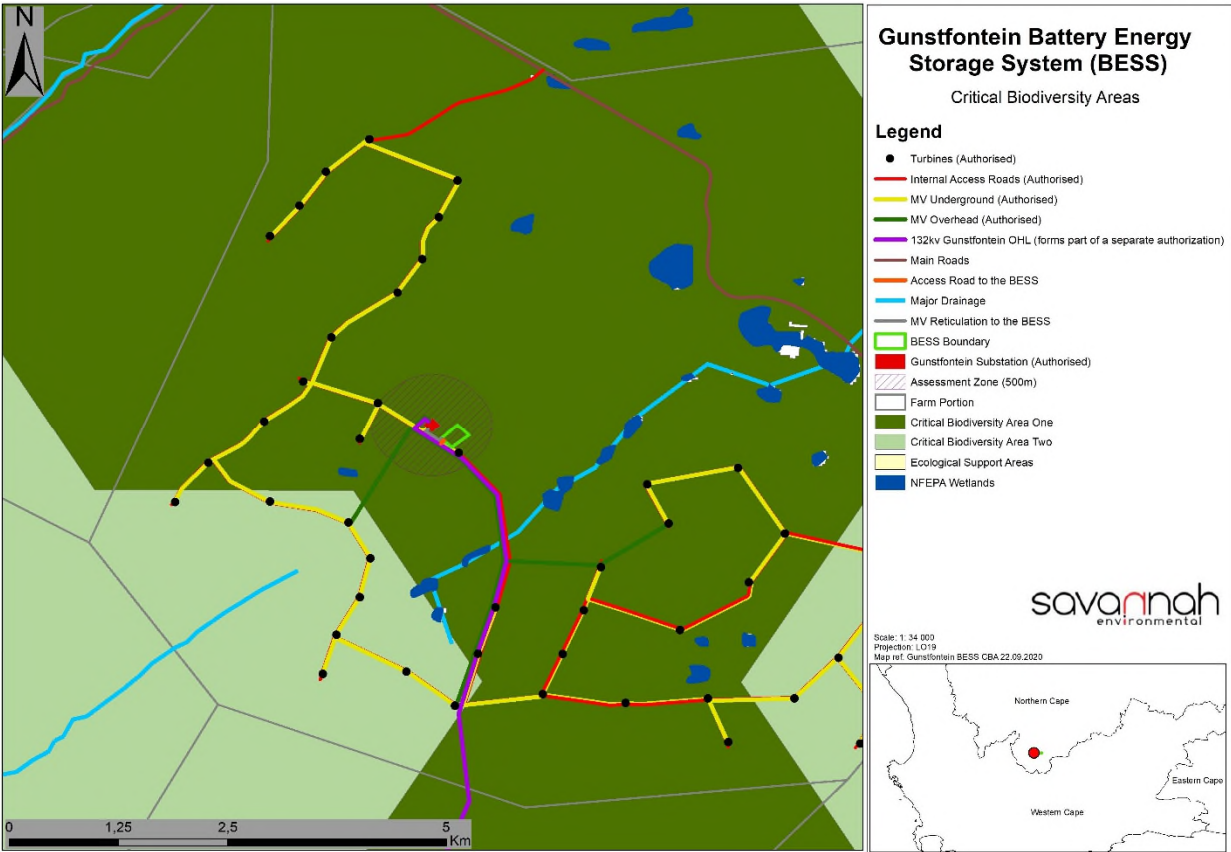 N
0 1,25 2,5 5
Km
Gunstfontein Battery Energy
Storage System (BESS)
Critical Biodiversity Areas
Legend
Turbines (Authorised)
Internal Access Roads (Authorised)
MV Underground (Authorised)
MV Overhead (Authorised)
132kv Gunstfontein OHL (forms part of a separate authorization)
Main Roads
Access Road to the BESS
Major Drainage
MV Reticulation to the BESS
BESS Boundary
Gunstfontein Substation (Authorised)
Assessment Zone (500m)
Farm Portion
Critical Biodiversity Area One
Critical Biodiversity Area Two
Ecological Support Areas
NFEPA Wetlands
savannah
environmental
Scale: 1: 34 000
Projection: LO19
Map ref: Gunstfontein BESS CBA 22.09.2020
Northern Cape
Eastern Cape
Western Cape